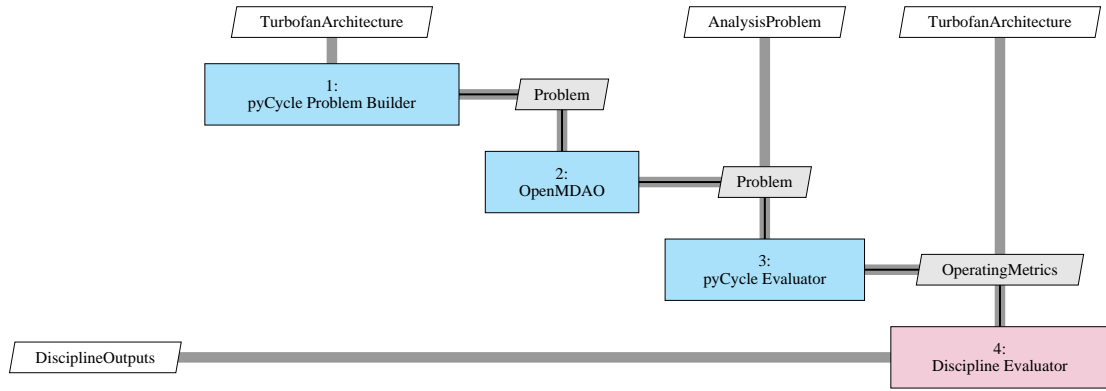 TurbofanArchitecture
AnalysisProblem
TurbofanArchitecture
1:
pyCycle Problem Builder
Problem
2:
OpenMDAO
Problem
3:
pyCycle Evaluator
OperatingMetrics
4:
Discipline Evaluator
DisciplineOutputs